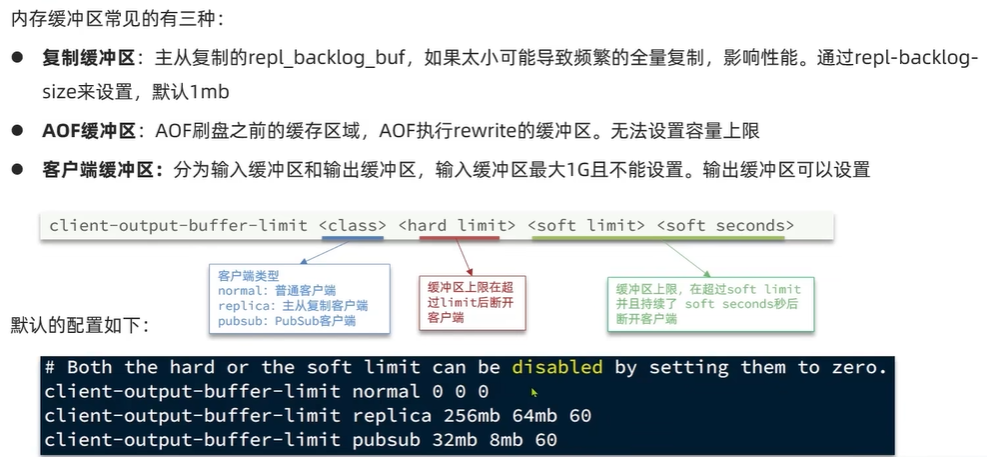 内存缓冲区常见的有三种：
● 复制缓冲区：主从复制的repl_backlog_buf，如果太小可能导致频繁的全量复制，影响性能。通过repl-backlog-
size来设置，默认1mb
● AOF缓冲区：AOF刷盘之前的缓存区域，AOF执行rewrite的缓冲区。无法设置容量上限
● 客户端缓冲区：分为输入缓冲区和输出缓冲区，输入缓冲区最大1G且不能设置。输出缓冲区可以设置
client-output-buffer-limit <class> <hard limit> <soft limit> <soft seconds>
客户端类型
normal：普通客户端
replica：主从复制客户端
pubsub：PubSub客户端
缓冲区上限在超
过limit后断开
客户端
缓冲区上限，在超过soft limit
并且持续了 soft seconds秒后
断开客户端
默认的配置如下：
# Both the hard or the soft limit can be disabled by setting them to zero.
client-output-buffer-limit normal 0 0 0
client-output-buffer-limit replica 256mb 64mb 60
client-output-buffer-limit pubsub 32mb 8mb 60